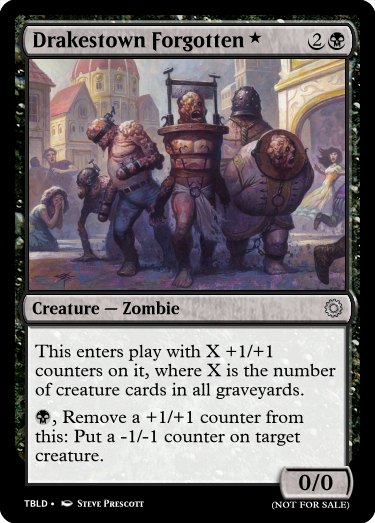 Drakestown Forgotten ★ 2
Creature — Zombie
This enters play with X +1/+1
counters on it, where X is the number
of creature cards in all graveyards.
, Remove a +1/+1 counter from
this: Put a -1/-1 counter on target
creature.
0/0
TBLD • Steve Prescott
(NOT FOR SALE)